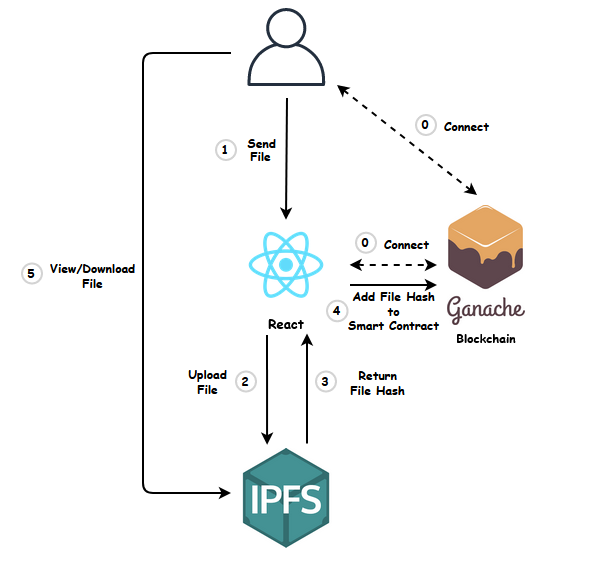 0 Connect
1 Send
File
0 Connect
5 View/Download
File
4 Add File Hash
to
Smart Contract
Ganache
React
Blockchain
Upload 2
File
3 Return
File Hash
IPFS